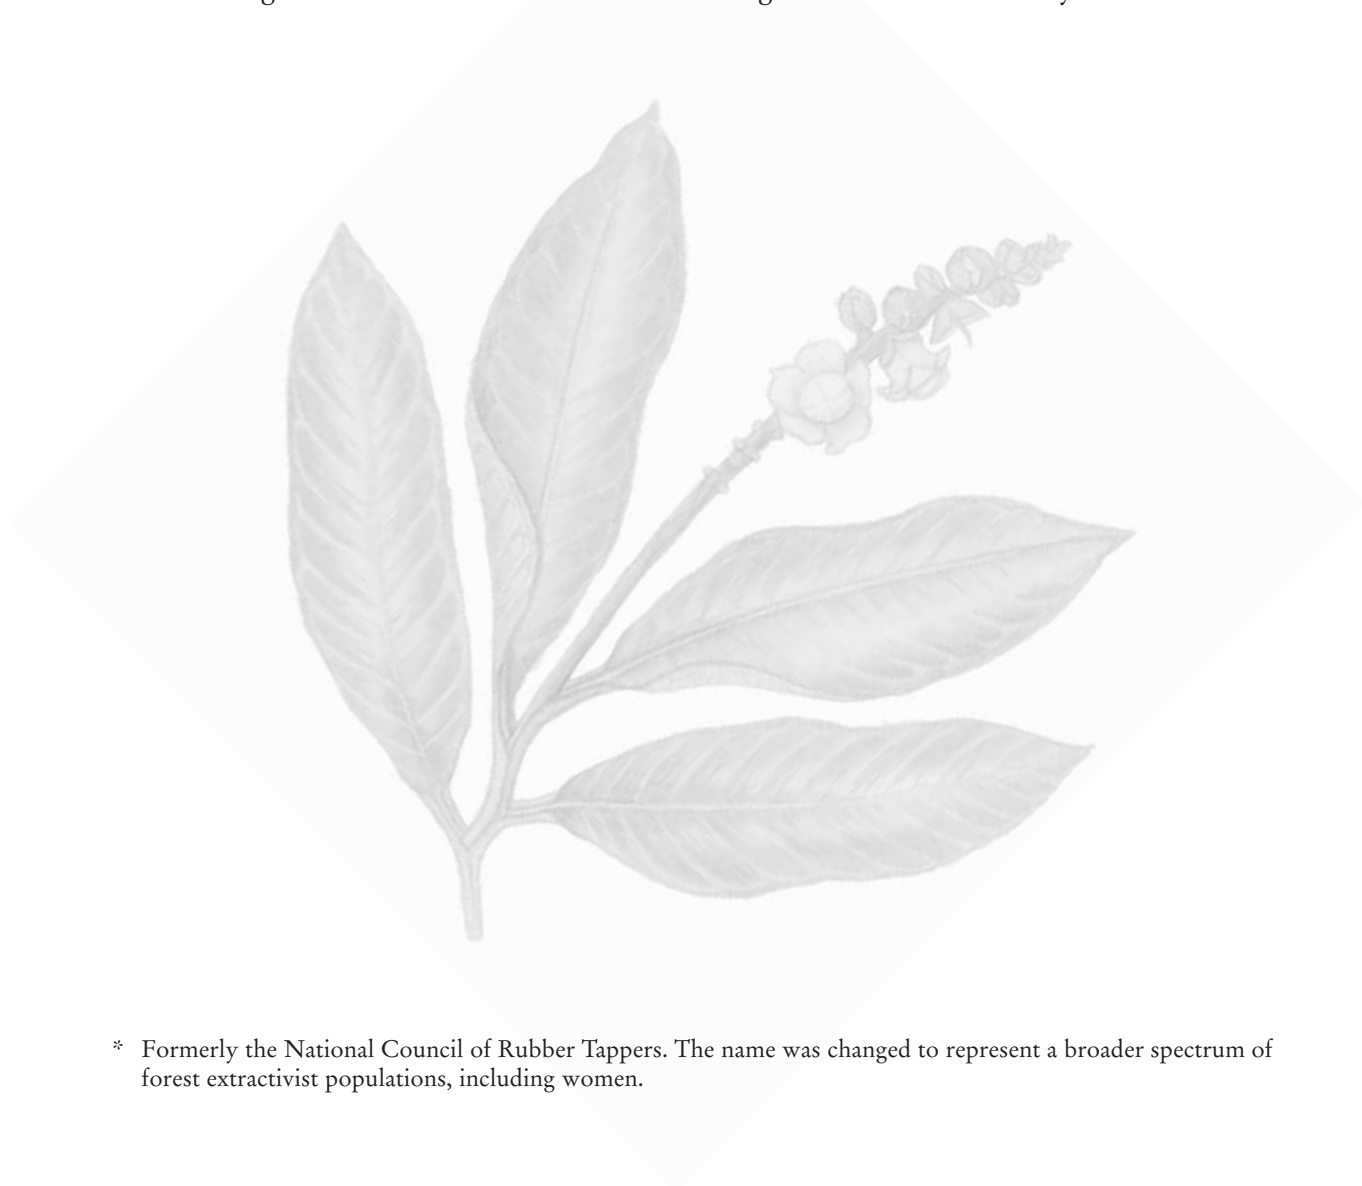 * Formerly the National Council of Rubber Tappers. The name was changed to represent a broader spectrum of
forest extractivist populations, including women.